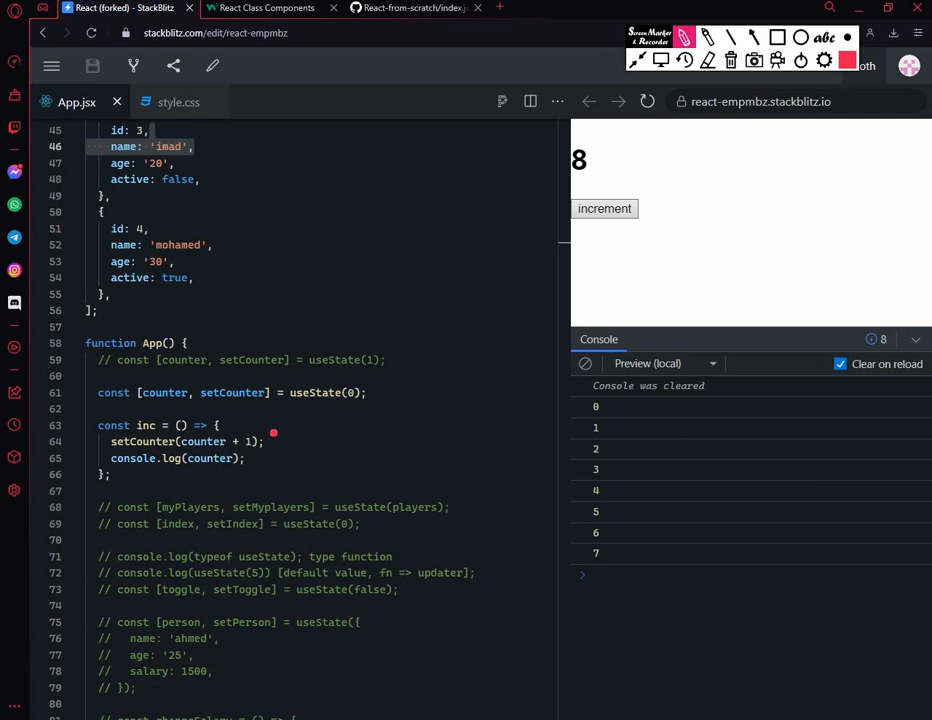 React (forked) - StackBlitz
React Class Components
React-from-scratch/index.js
stackblitz.com/edit/react-empmbz
Screen Marker
& Recorder
abc
oth
App.jsx
style.css
react-empmbz.stackblitz.io
45 id: 3,
46 name: 'imad',
47 age: '20',
48 active: false,
49 },
50 {
51 id: 4,
52 name: 'mohamed',
53 age: '30',
54 active: true,
55 },
56 ];
57
58 function App() {
59 // const [counter, setCounter] = useState(1);
60
61 const [counter, setCounter] = useState(0);
62
63 const inc = () => {
64 setCounter(counter + 1);
65 console.log(counter);
66 };
67
68 // const [myPlayers, setMyplayers] = useState(players);
69 // const [index, setIndex] = useState(0);
70
71 // console.log(typeof useState); type function
72 // console.log(useState(5)) [default value, fn => updater];
73 // const [toggle, setToggle] = useState(false);
74
75 // const [person, setPerson] = useState({
76 // name: 'ahmed',
77 // age: '25',
78 // salary: 1500,
79 // });
80
8
increment
Console
8
Preview (local)
Clear on reload
Console was cleared
0
1
2
3
4
5
6
7